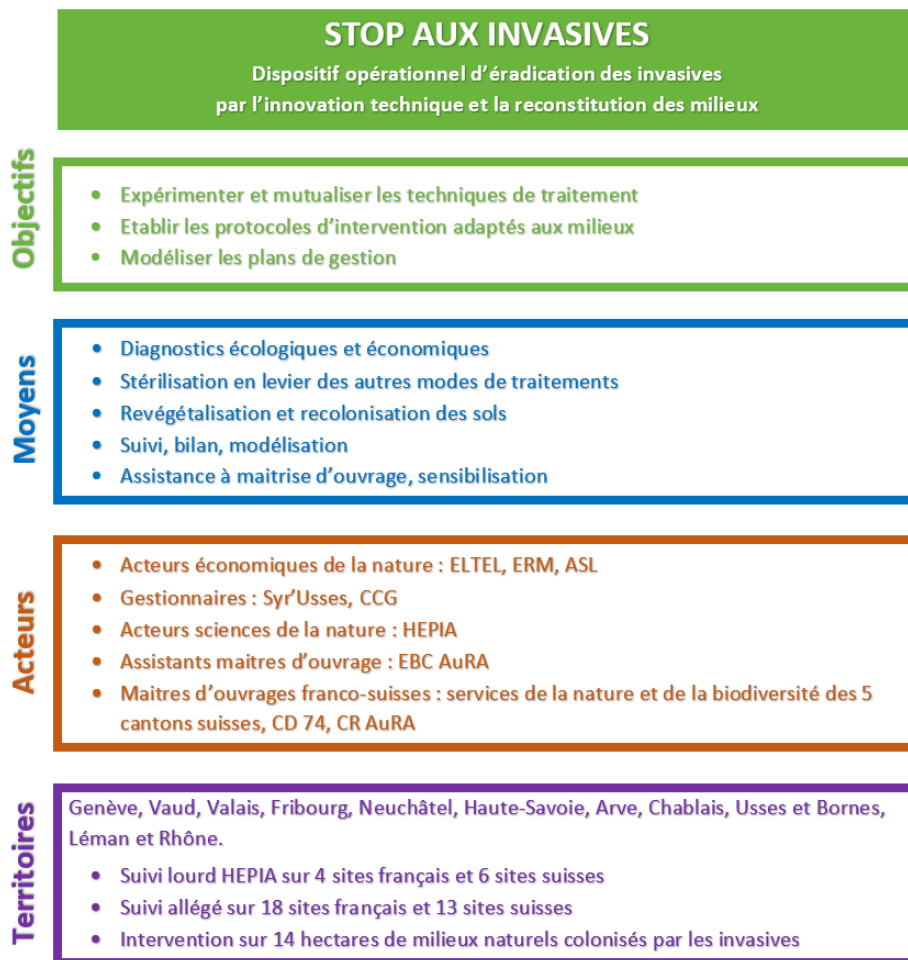 STOP AUX INVASIVES
Dispositif opérationnel d'éradication des invasives
par l'innovation technique et la reconstitution des milieux
Objectifs
• Expérimenter et mutualiser les techniques de traitement
• Etablir les protocoles d'intervention adaptés aux milieux
• Modéliser les plans de gestion
Moyens
• Diagnostics écologiques et économiques
• Stérilisation en levier des autres modes de traitements
• Revégétalisation et recolonisation des sols
• Suivi, bilan, modélisation
• Assistance à maitrise d'ouvrage, sensibilisation
Acteurs
• Acteurs économiques de la nature : ELTEL, ERM, ASL
• Gestionnaires : Syr'Usses, CCG
• Acteurs sciences de la nature : HEPIA
• Assistants maitres d'ouvrage : EBC AuRA
• Maitres d'ouvrages franco-suisses : services de la nature et de la biodiversité des 5
cantons suisses, CD 74, CR AuRA
Territoires
Genève, Vaud, Valais, Fribourg, Neuchâtel, Haute-Savoie, Arve, Chablais, Usses et Bornes,
Léman et Rhône.
• Suivi lourd HEPIA sur 4 sites français et 6 sites suisses
• Suivi allégé sur 18 sites français et 13 sites suisses
• Intervention sur 14 hectares de milieux naturels colonisés par les invasives